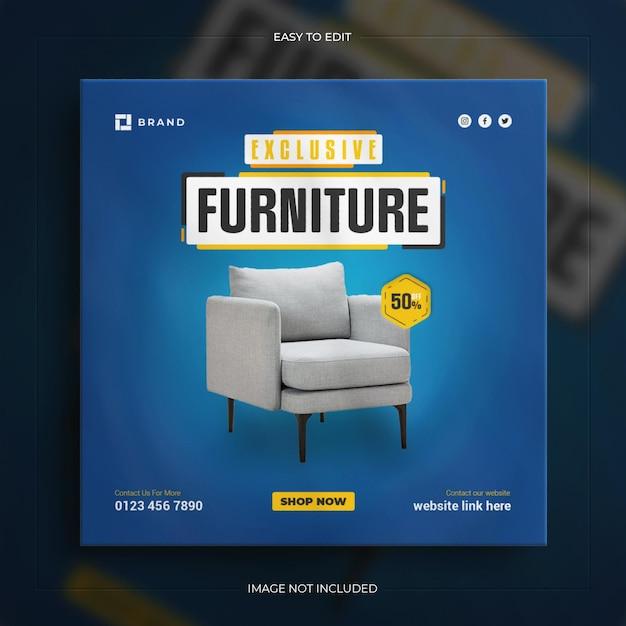 EASY TO EDIT
BRAND
EXCLUSIVE
FURNITURE
50% OFF
Contact Us For More
0123 456 7890
SHOP NOW
Contact our website
website link here
IMAGE NOT INCLUDED